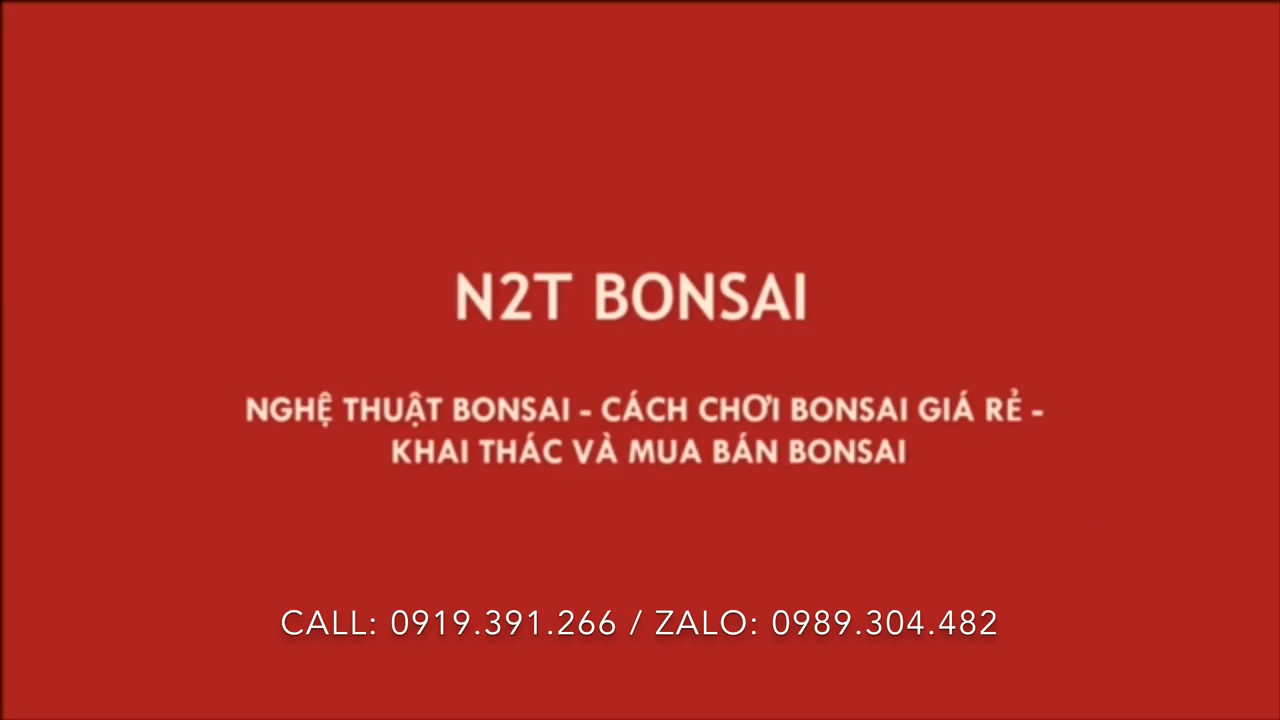 N2T BONSAI
NGHỆ THUẬT BONSAI - CÁCH CHƠI BONSAI GIÁ RẺ -
KHAI THÁC VÀ MUA BÁN BONSAI
CALL: 0919.391.266 / ZALO: 0989.304.482